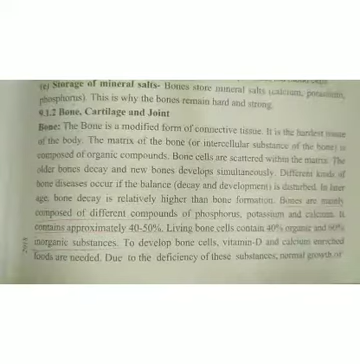 (e) Storage of mineral salts- Bones store mineral salts (calcium, potassium,
phosphorus). This is why the bones remain hard and strong.
9.1.2 Bone, Cartilage and Joint
Bone: The Bone is a modified form of connective tissue. It is the hardest tissue
of the body. The matrix of the bone (or intercellular substance of the bone) is
composed of organic compounds. Bone cells are scattered within the matrix. The
older bones decay and new bones develops simultaneously. Different kinds of
bone diseases occur if the balance (decay and development) is disturbed. In later
age, bone decay is relatively higher than bone formation. Bones are mainly
composed of different compounds of phosphorus, potassium and calcium. It
contains approximately 40-50%. Living bone cells contain 40% organic and 60%
inorganic substances. To develop bone cells, vitamin-D and calcium enriched
foods are needed. Due to the deficiency of these substances, normal growth of